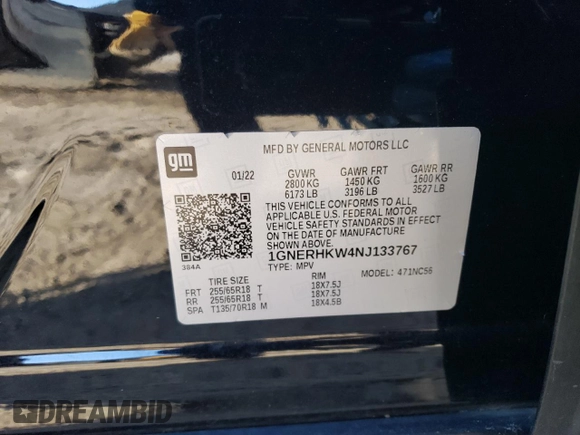 MFD BY GENERAL MOTORS LLC
gm
01/22 GVWR GAWR FRT GAWR RR
2800 KG 1450 KG 1600 KG
6173 LB 3196 LB 3527 LB
THIS VEHICLE CONFORMS TO ALL
APPLICABLE U.S. FEDERAL MOTOR
VEHICLE SAFETY STANDARDS IN EFFECT
ON THE DATE OF MANUFACTURE
SHOWN ABOVE.
384A
1GNERHKW4NJ133767
TYPE: MPV MODEL: 471NC56
TIRE SIZE RIM
FRT 255/65R18 T 18X7.5J
RR 255/65R18 T 18X7.5J
SPA T135/70R18 M 18X4.5B
DREAMBID